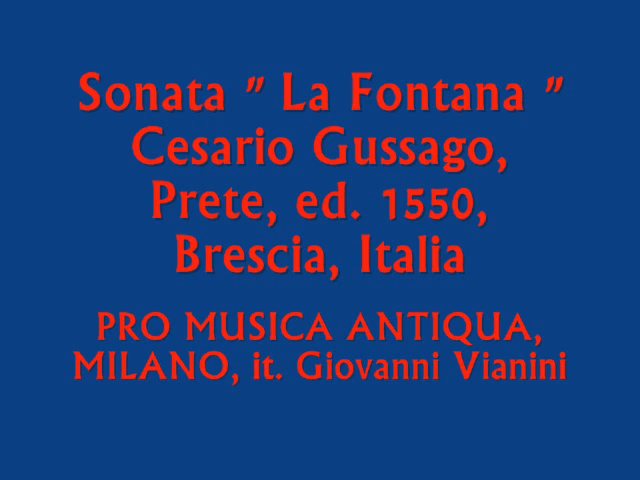 Sonata " La Fontana "
Cesario Gussago,
Prete, ed. 1550,
Brescia, Italia
PRO MUSICA ANTIQUA,
MILANO, it. Giovanni Vianini